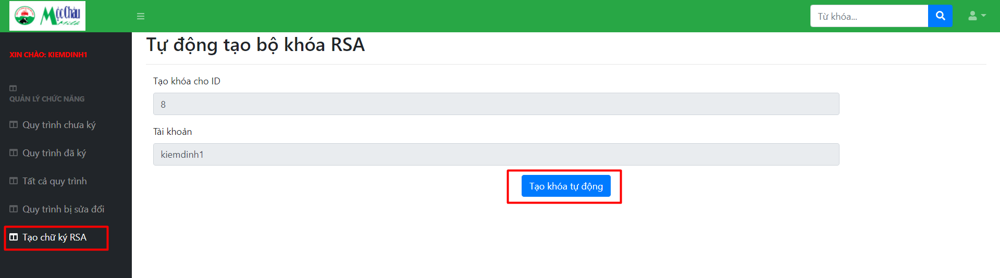 Mộc Châu
Milk
Từ khóa...
XIN CHÀO: KIEMDINH1
QUẢN LÝ CHỨC NĂNG
Quy trình chưa ký
Quy trình đã ký
Tất cả quy trình
Quy trình bị sửa đổi
Tạo chữ ký RSA
Tự động tạo bộ khóa RSA
Tạo khóa cho ID
8
Tài khoản
kiemdinh1
Tạo khóa tự động